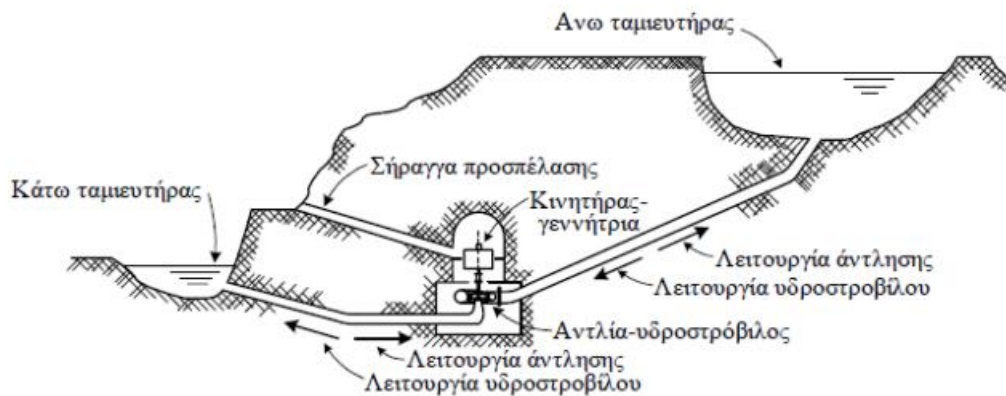 Ανω ταμιευτήρας
Σήραγγα προσπέλασης
Κάτω ταμιευτήρας
Κινητήρας-
γεννήτρια
Λειτουργία άντλησης
Λειτουργία υδροστροβίλου
Αντλία-υδροστρόβιλος
Λειτουργία άντλησης
Λειτουργία υδροστροβίλου